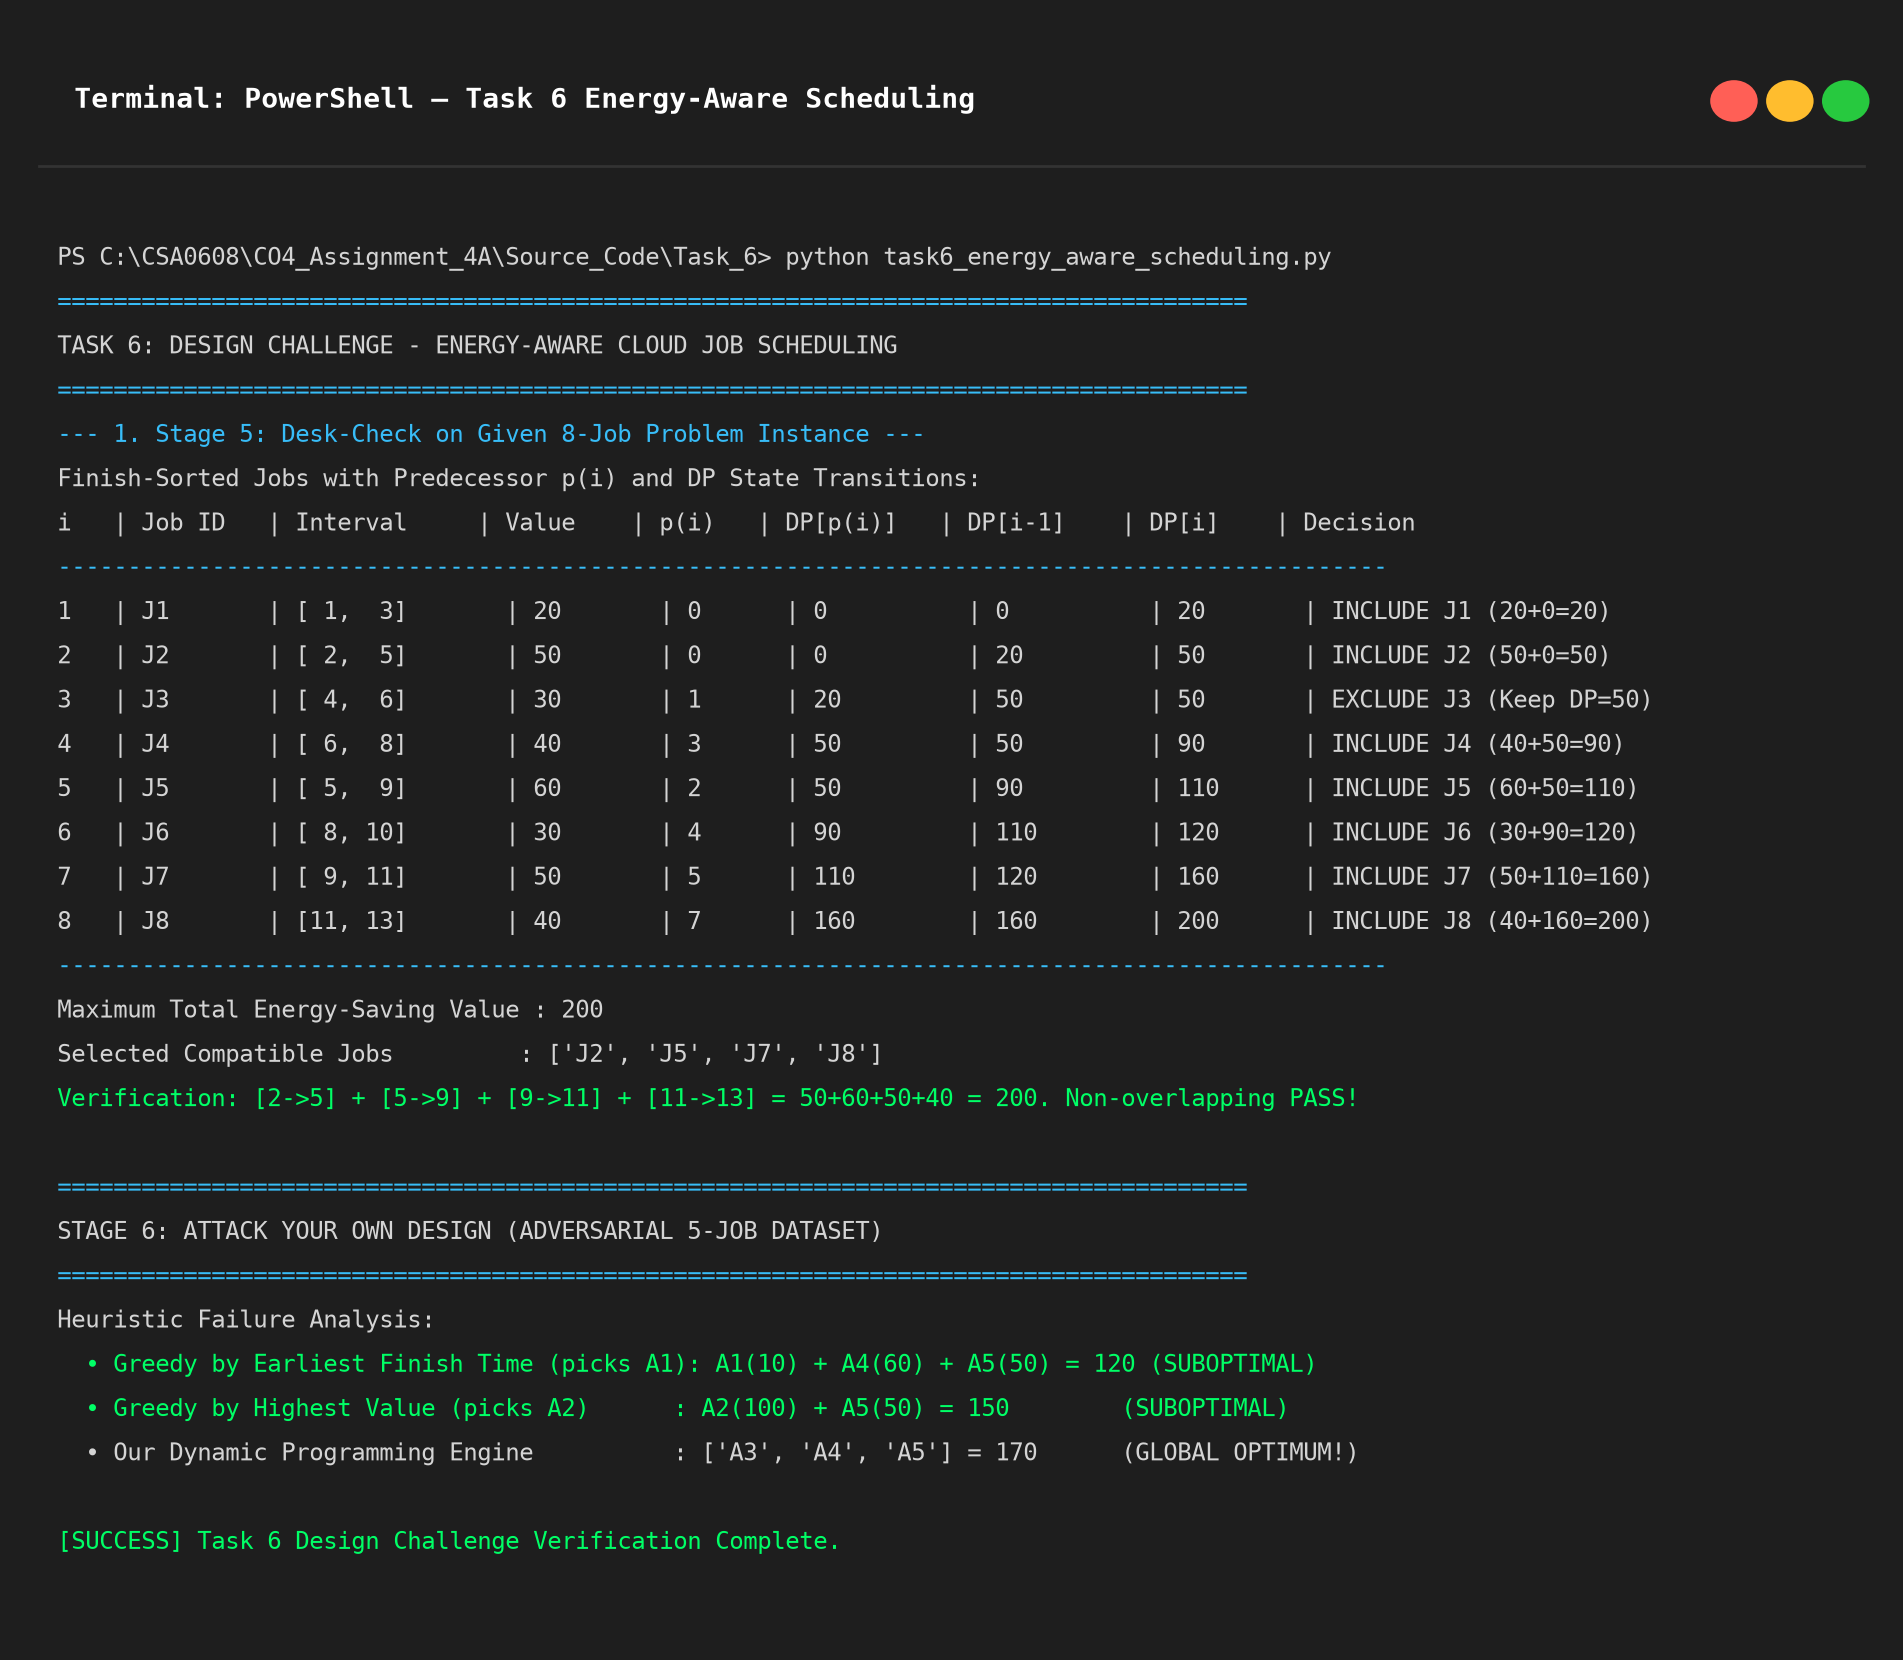 Terminal: PowerShell — Task 6 Energy-Aware Scheduling
PS C:\CSA0608\CO4_Assignment_4A\Source_Code\Task_6> python task6_energy_aware_scheduling.py
=====================================================================================
TASK 6: DESIGN CHALLENGE - ENERGY-AWARE CLOUD JOB SCHEDULING
=====================================================================================
--- 1. Stage 5: Desk-Check on Given 8-Job Problem Instance ---
Finish-Sorted Jobs with Predecessor p(i) and DP State Transitions:
i   | Job ID   | Interval     | Value    | p(i)   | DP[p(i)]   | DP[i-1]    | DP[i]    | Decision
-----------------------------------------------------------------------------------------------
1   | J1       | [ 1,  3]       | 20       | 0      | 0          | 0          | 20       | INCLUDE J1 (20+0=20)
2   | J2       | [ 2,  5]       | 50       | 0      | 0          | 20         | 50       | INCLUDE J2 (50+0=50)
3   | J3       | [ 4,  6]       | 30       | 1      | 20         | 50         | 50       | EXCLUDE J3 (Keep DP=50)
4   | J4       | [ 6,  8]       | 40       | 3      | 50         | 50         | 90       | INCLUDE J4 (40+50=90)
5   | J5       | [ 5,  9]       | 60       | 2      | 50         | 90         | 110      | INCLUDE J5 (60+50=110)
6   | J6       | [ 8, 10]       | 30       | 4      | 90         | 110        | 120      | INCLUDE J6 (30+90=120)
7   | J7       | [ 9, 11]       | 50       | 5      | 110        | 120        | 160      | INCLUDE J7 (50+110=160)
8   | J8       | [11, 13]       | 40       | 7      | 160        | 160        | 200      | INCLUDE J8 (40+160=200)
-----------------------------------------------------------------------------------------------
Maximum Total Energy-Saving Value : 200
Selected Compatible Jobs         : ['J2', 'J5', 'J7', 'J8']
Verification: [2->5] + [5->9] + [9->11] + [11->13] = 50+60+50+40 = 200. Non-overlapping PASS!
=====================================================================================
STAGE 6: ATTACK YOUR OWN DESIGN (ADVERSARIAL 5-JOB DATASET)
=====================================================================================
Heuristic Failure Analysis:
  • Greedy by Earliest Finish Time (picks A1): A1(10) + A4(60) + A5(50) = 120 (SUBOPTIMAL)
  • Greedy by Highest Value (picks A2)      : A2(100) + A5(50) = 150        (SUBOPTIMAL)
  • Our Dynamic Programming Engine          : ['A3', 'A4', 'A5'] = 170      (GLOBAL OPTIMUM!)
[SUCCESS] Task 6 Design Challenge Verification Complete.